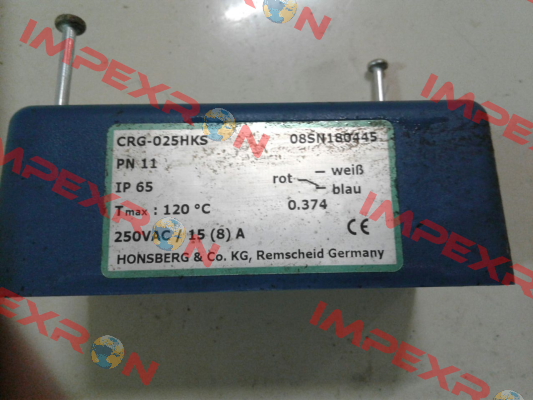 CRG-025HKS 08SN180445
PN 11
IP 65
rot weiß
blau
Tmax : 120 °C 0.374
250VAC / 15 (8) A CE
HONSBERG & Co. KG, Remscheid Germany
IMPEXRON
IMPEXRON
IMPEXRON
IMPEXRON
IMPEXRON